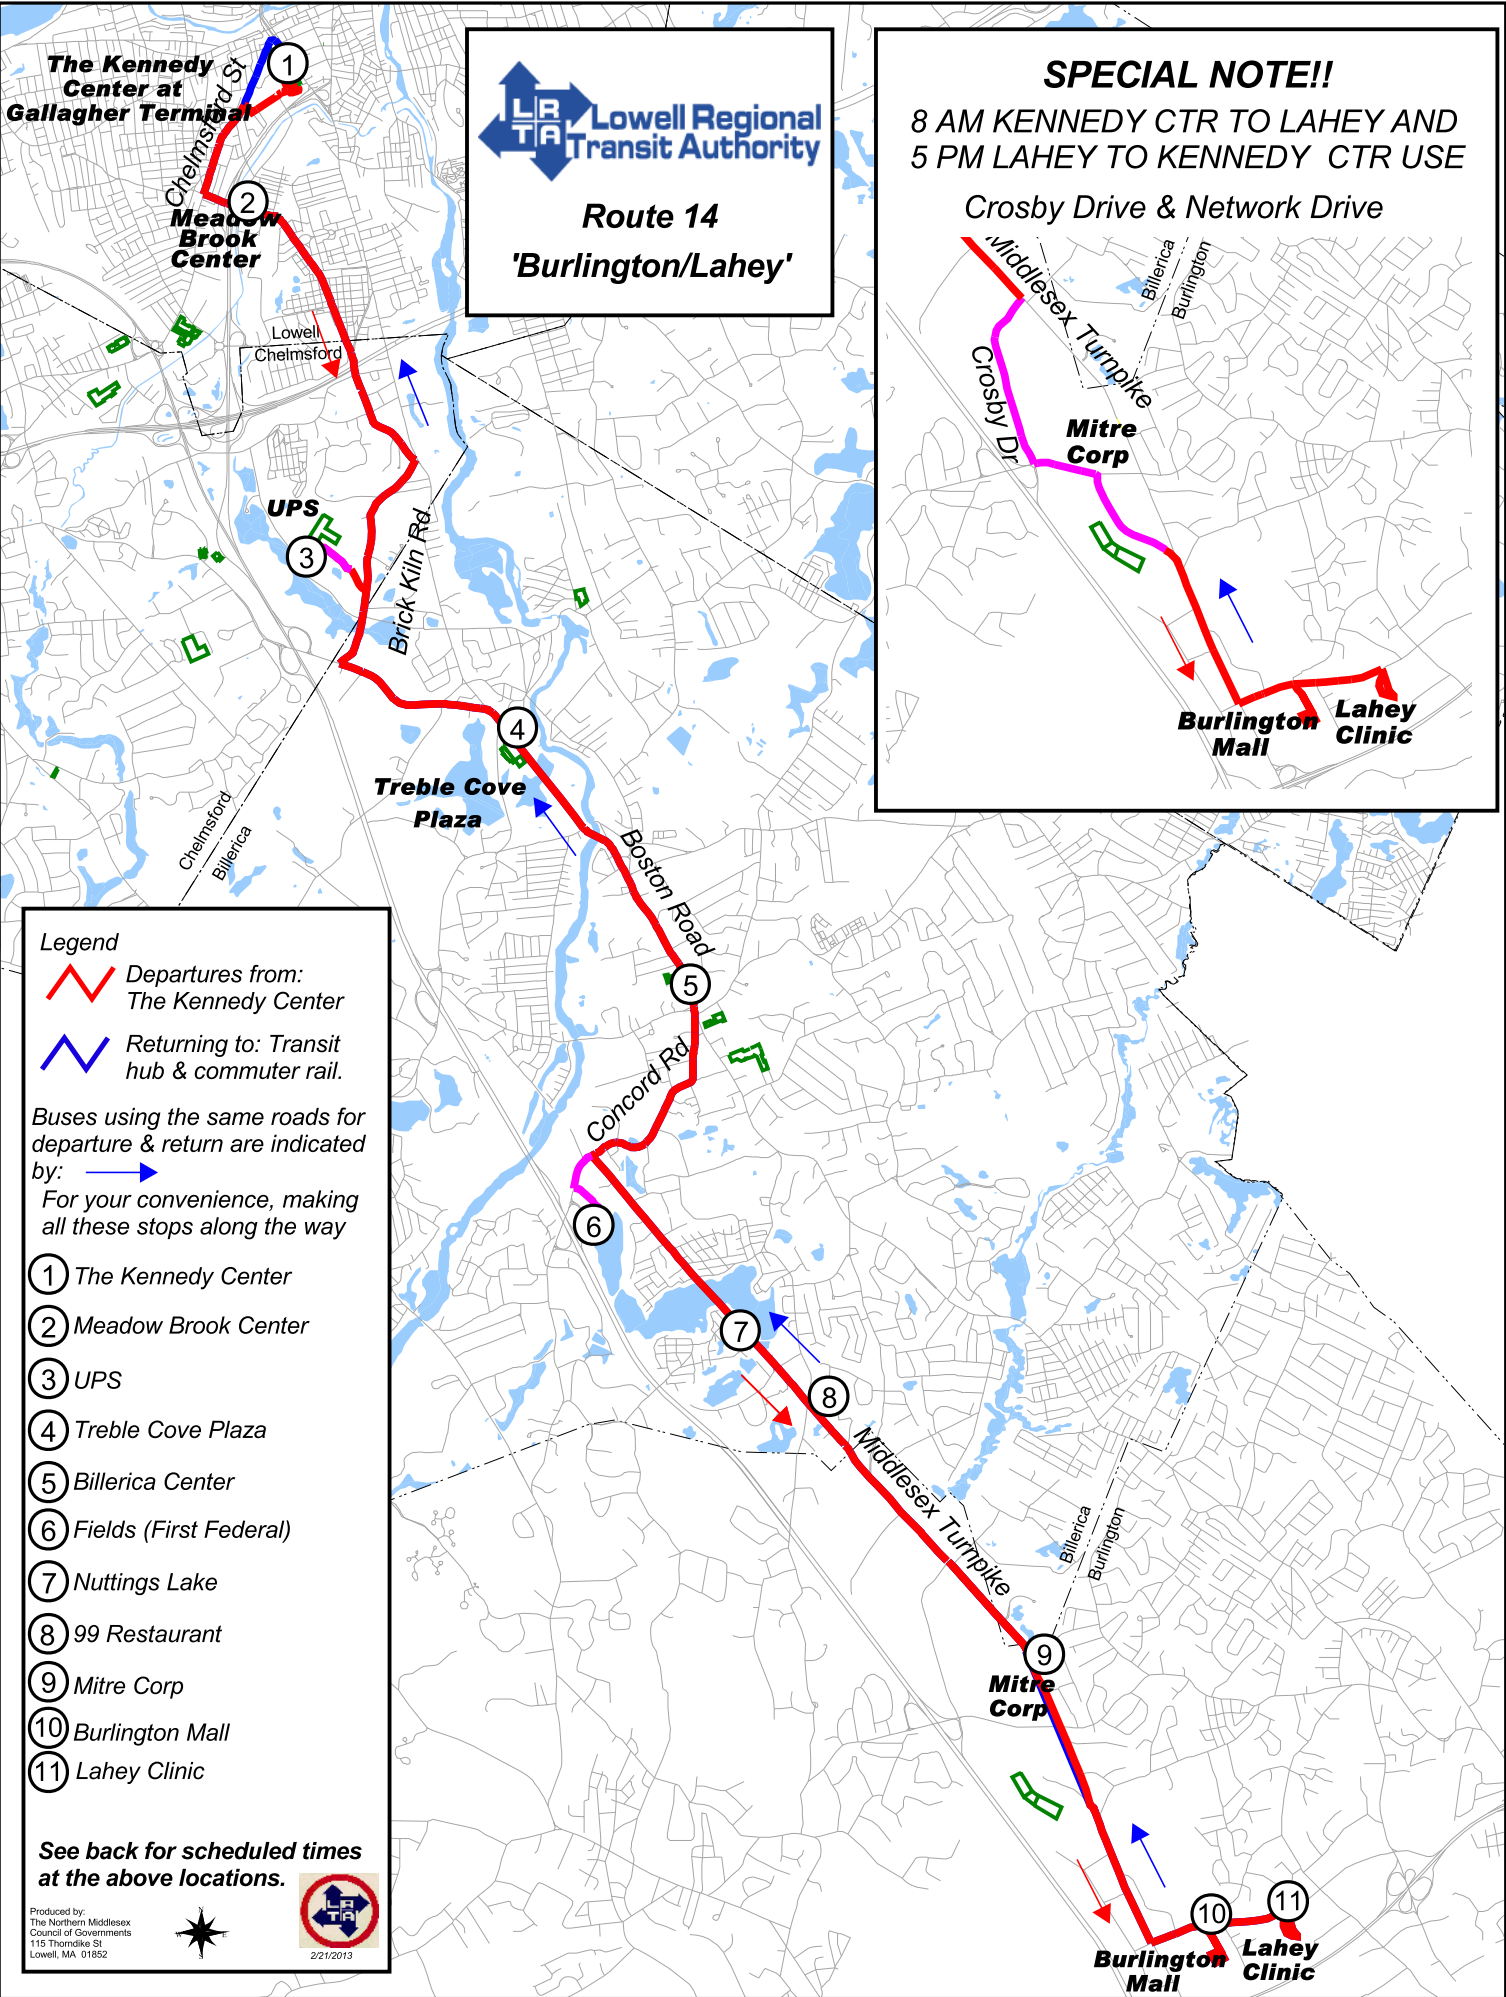 The Kennedy
Center at
Gallagher Terminal
Chelmsford St
1
2
Meadow
Brook
Center
Lowell
Chelmsford
UPS
3
Brick Kiln Rd
4
Treble Cove
Plaza
Chelmsford
Billerica
Boston Road
5
Concord Rd
6
7
8
Middlesex Turnpike
Billerica
Burlington
9
Mitre
Corp
10
11
Burlington
Mall
Lahey
Clinic
LR
TA
Lowell Regional
Transit Authority
Route 14
'Burlington/Lahey'
SPECIAL NOTE!!
8 AM KENNEDY CTR TO LAHEY AND
5 PM LAHEY TO KENNEDY CTR USE
Crosby Drive & Network Drive
Middlesex Turnpike
Billerica
Burlington
Crosby Dr
Mitre
Corp
Burlington
Mall
Lahey
Clinic
Legend
Departures from:
The Kennedy Center
Returning to: Transit
hub & commuter rail.
Buses using the same roads for
departure & return are indicated
by:
For your convenience, making
all these stops along the way
1 The Kennedy Center
2 Meadow Brook Center
3 UPS
4 Treble Cove Plaza
5 Billerica Center
6 Fields (First Federal)
7 Nuttings Lake
8 99 Restaurant
9 Mitre Corp
10 Burlington Mall
11 Lahey Clinic
See back for scheduled times
at the above locations.
Produced by:
The Northern Middlesex
Council of Governments
115 Thorndike St
Lowell, MA 01852
N
W E
S
LR
TA
2/21/2013